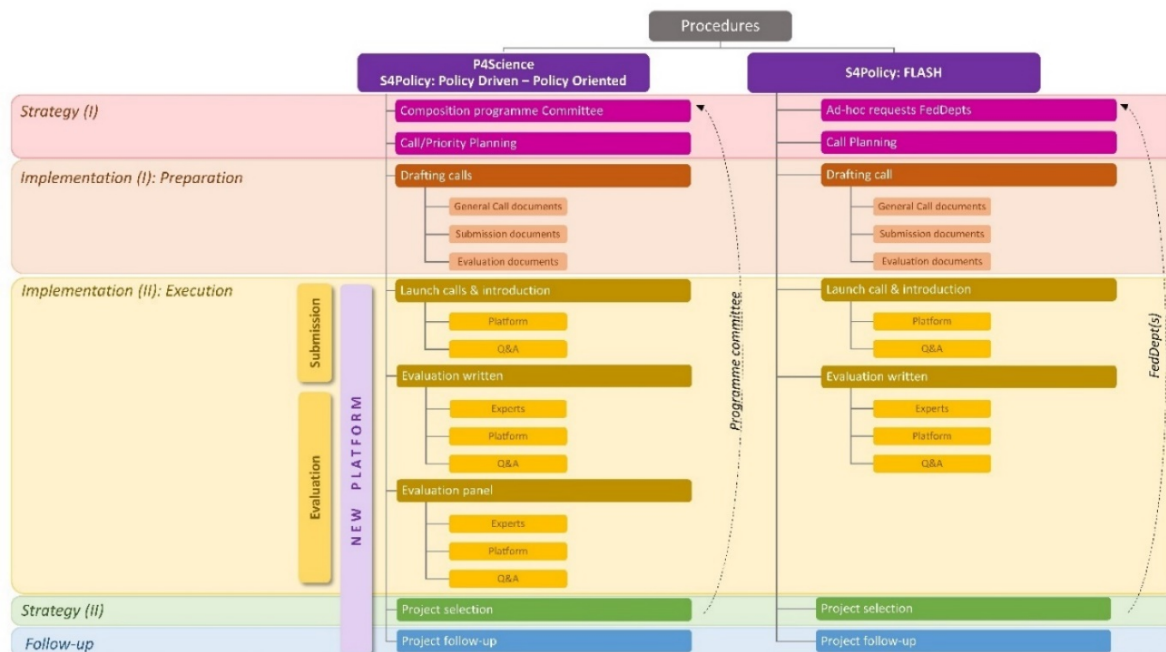 Procedures
P4Science
S4Policy: Policy Driven – Policy Oriented
S4Policy: FLASH
Strategy (I)
Composition programme Committee
Ad-hoc requests FedDepts
Call/Priority Planning
Call Planning
Implementation (I): Preparation
Drafting calls
Drafting call
General Call documents
General Call documents
Submission documents
Submission documents
Evaluation documents
Evaluation documents
Implementation (II): Execution
Submission
Evaluation
NEW PLATFORM
Launch calls & introduction
Launch call & introduction
Platform
Platform
Q&A
Q&A
Evaluation written
Evaluation written
Experts
Experts
Platform
Platform
Q&A
Q&A
Evaluation panel
Experts
Platform
Q&A
Programme committee
FedDept(s)
Strategy (II)
Project selection
Project selection
Follow-up
Project follow-up
Project follow-up